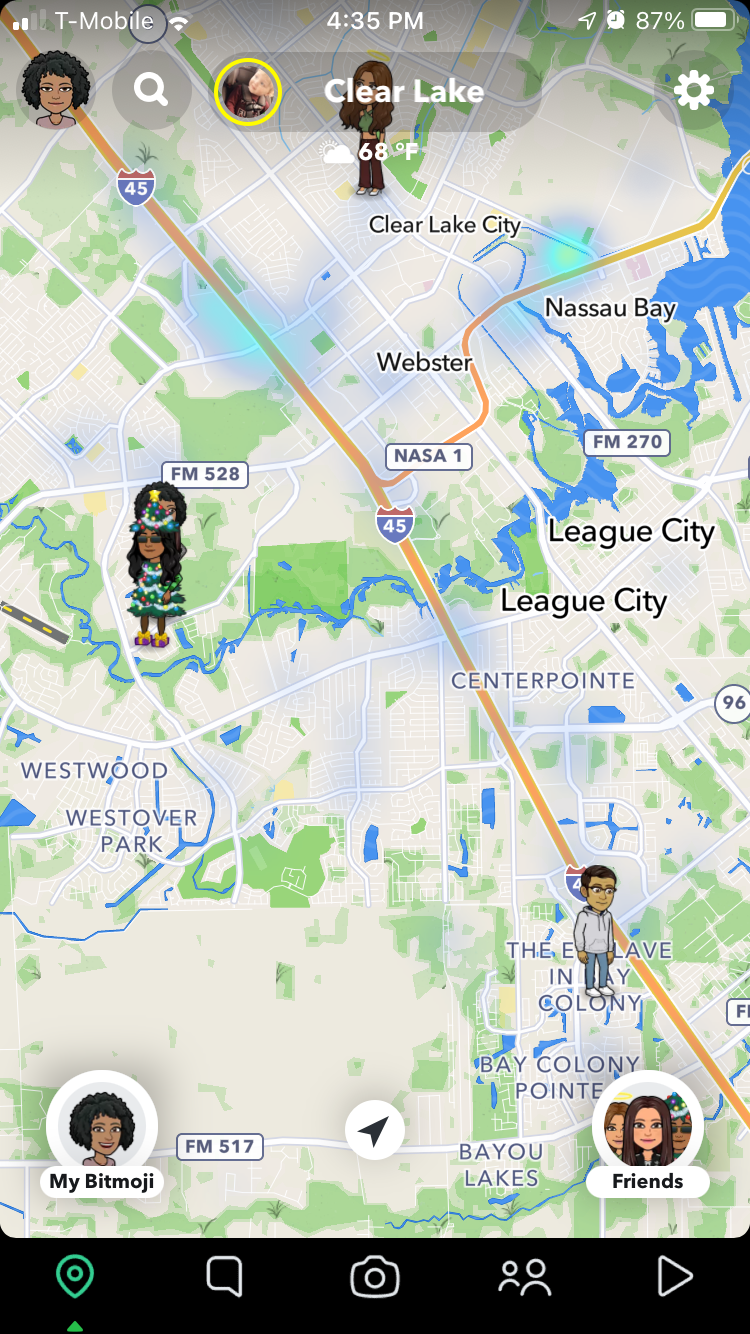 T-Mobile
4:35 PM
87%
Clear Lake
68 °F
45
Clear Lake City
Nassau Bay
Webster
FM 270
NASA 1
FM 528
45
League City
League City
CENTERPOINTE
96
WESTWOOD
WESTOVER
PARK
THE
IN
COLONY
BAY COLONY
POINTE
FM 517
BAYOU
LAKES
My Bitmoji
Friends